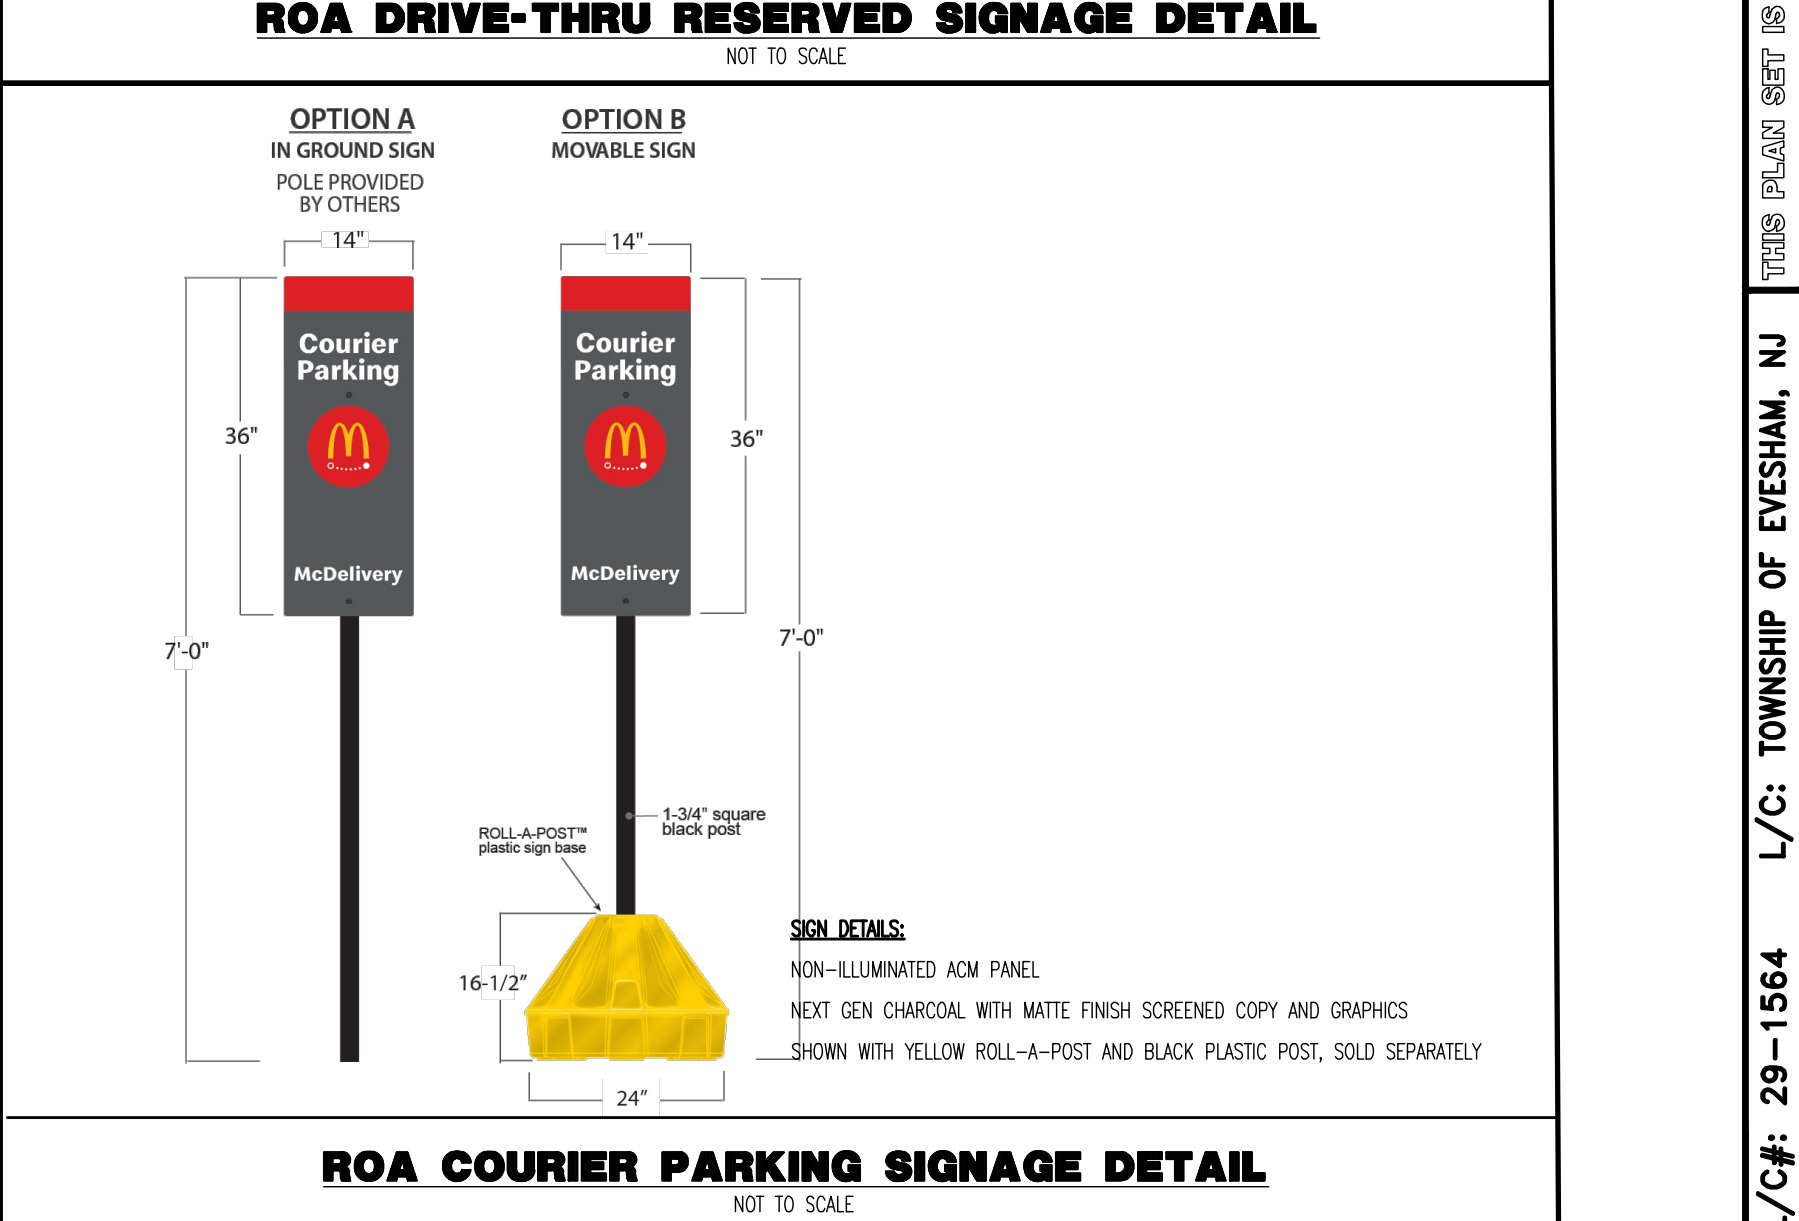 ROA DRIVE-THRU RESERVED SIGNAGE DETAIL
NOT TO SCALE
OPTION A
IN GROUND SIGN
POLE PROVIDED
BY OTHERS
14"
36"
7'-0"
Courier
Parking
McDelivery
OPTION B
MOVABLE SIGN
14"
36"
7'-0"
Courier
Parking
McDelivery
1-3/4" square
black post
ROLL-A-POST™
plastic sign base
16-1/2"
24"
SIGN DETAILS:
NON-ILLUMINATED ACM PANEL
NEXT GEN CHARCOAL WITH MATTE FINISH SCREENED COPY AND GRAPHICS
SHOWN WITH YELLOW ROLL-A-POST AND BLACK PLASTIC POST, SOLD SEPARATELY
ROA COURIER PARKING SIGNAGE DETAIL
NOT TO SCALE
THIS PLAN SET IS
/C#: 29-1564 L/C: TOWNSHIP OF EVESHAM, NJ